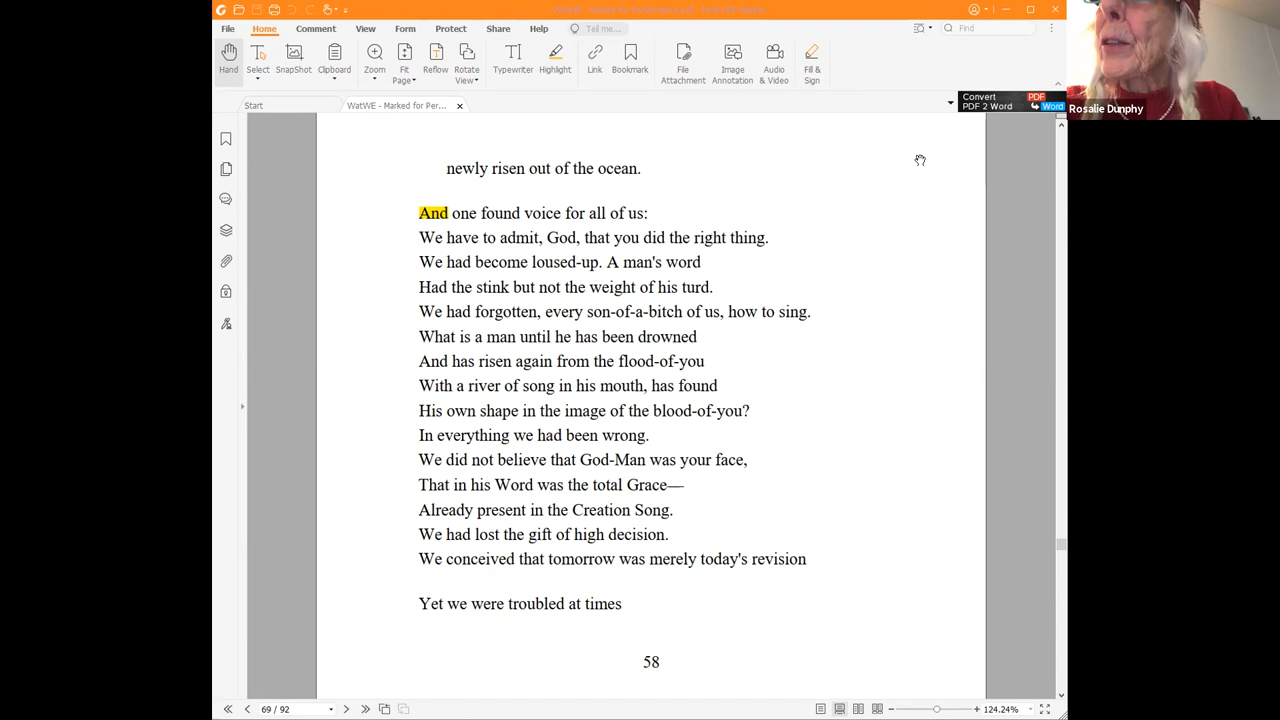 File Home Comment View Form Protect Share Help Tell me... Find
Hand Select SnapShot Clipboard Zoom Fit Page Reflow Rotate View Typewriter Highlight Link Bookmark File Attachment Image Annotation Audio & Video Fill & Sign
Start WatWE - Marked for Per... Convert PDF 2 Word PDF Word
Rosalie Dunphy
newly risen out of the ocean.
And one found voice for all of us:
We have to admit, God, that you did the right thing.
We had become loused-up. A man's word
Had the stink but not the weight of his turd.
We had forgotten, every son-of-a-bitch of us, how to sing.
What is a man until he has been drowned
And has risen again from the flood-of-you
With a river of song in his mouth, has found
His own shape in the image of the blood-of-you?
In everything we had been wrong.
We did not believe that God-Man was your face,
That in his Word was the total Grace—
Already present in the Creation Song.
We had lost the gift of high decision.
We conceived that tomorrow was merely today's revision
Yet we were troubled at times
58
69 / 92 124.24%